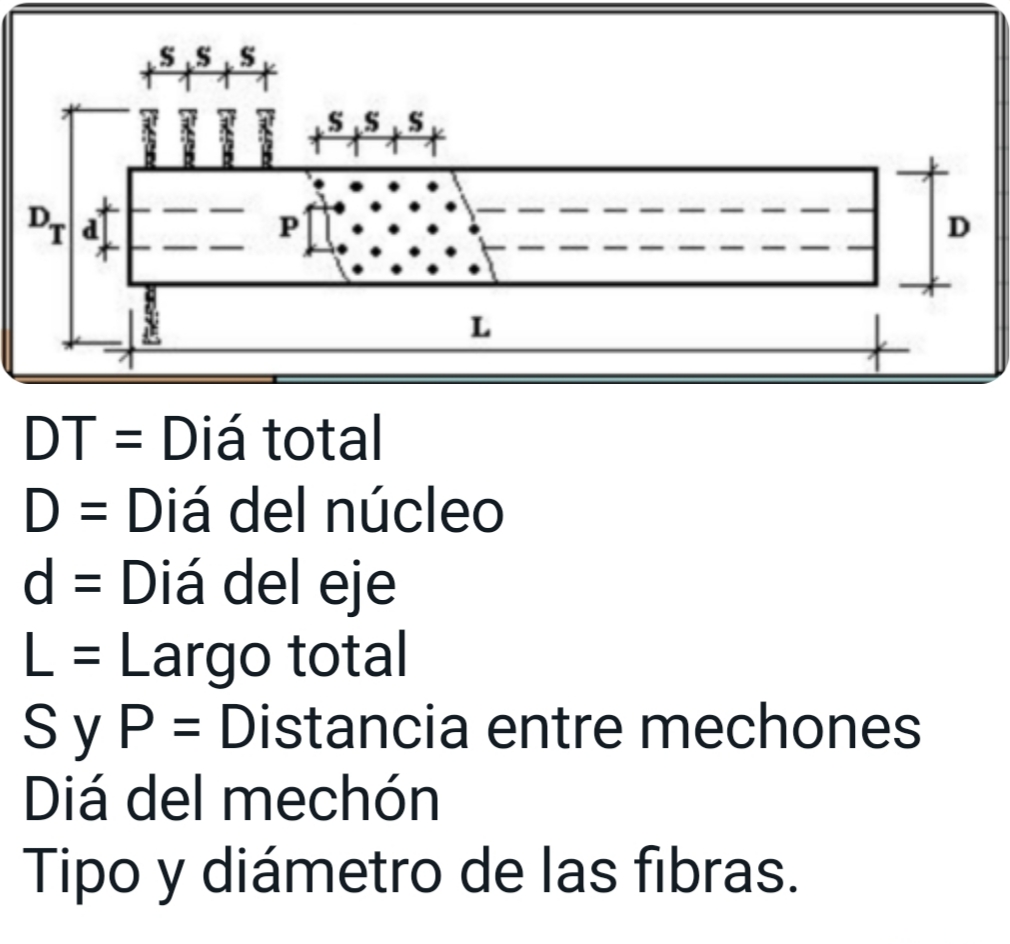 S S S
S S S
DT d P D
L
DT = Diá total
D = Diá del núcleo
d = Diá del eje
L = Largo total
S y P = Distancia entre mechones
Diá del mechón
Tipo y diámetro de las fibras.